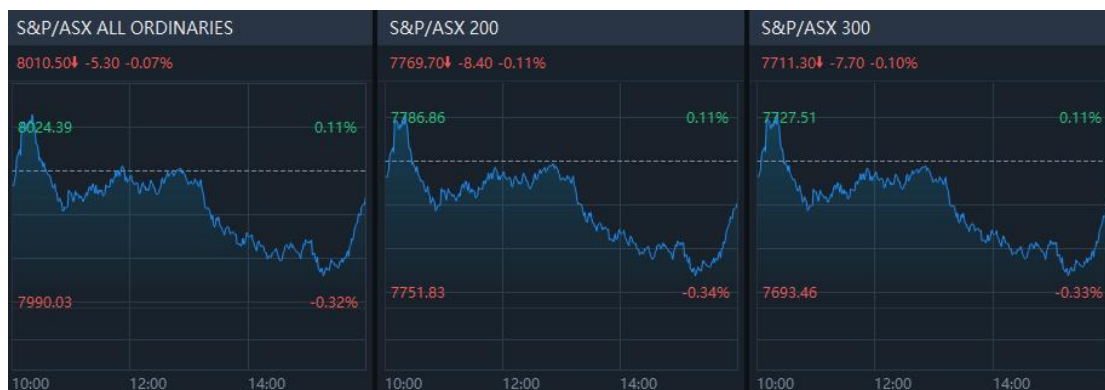 S&P/ASX ALL ORDINARIES
8010.50⬇ -5.30 -0.07%
8024.39 0.11%
7990.03 -0.32%
10:00 12:00 14:00
S&P/ASX 200
7769.70⬇ -8.40 -0.11%
7786.86 0.11%
7751.83 -0.34%
10:00 12:00 14:00
S&P/ASX 300
7711.30⬇ -7.70 -0.10%
7727.51 0.11%
7693.46 -0.33%
10:00 12:00 14:00